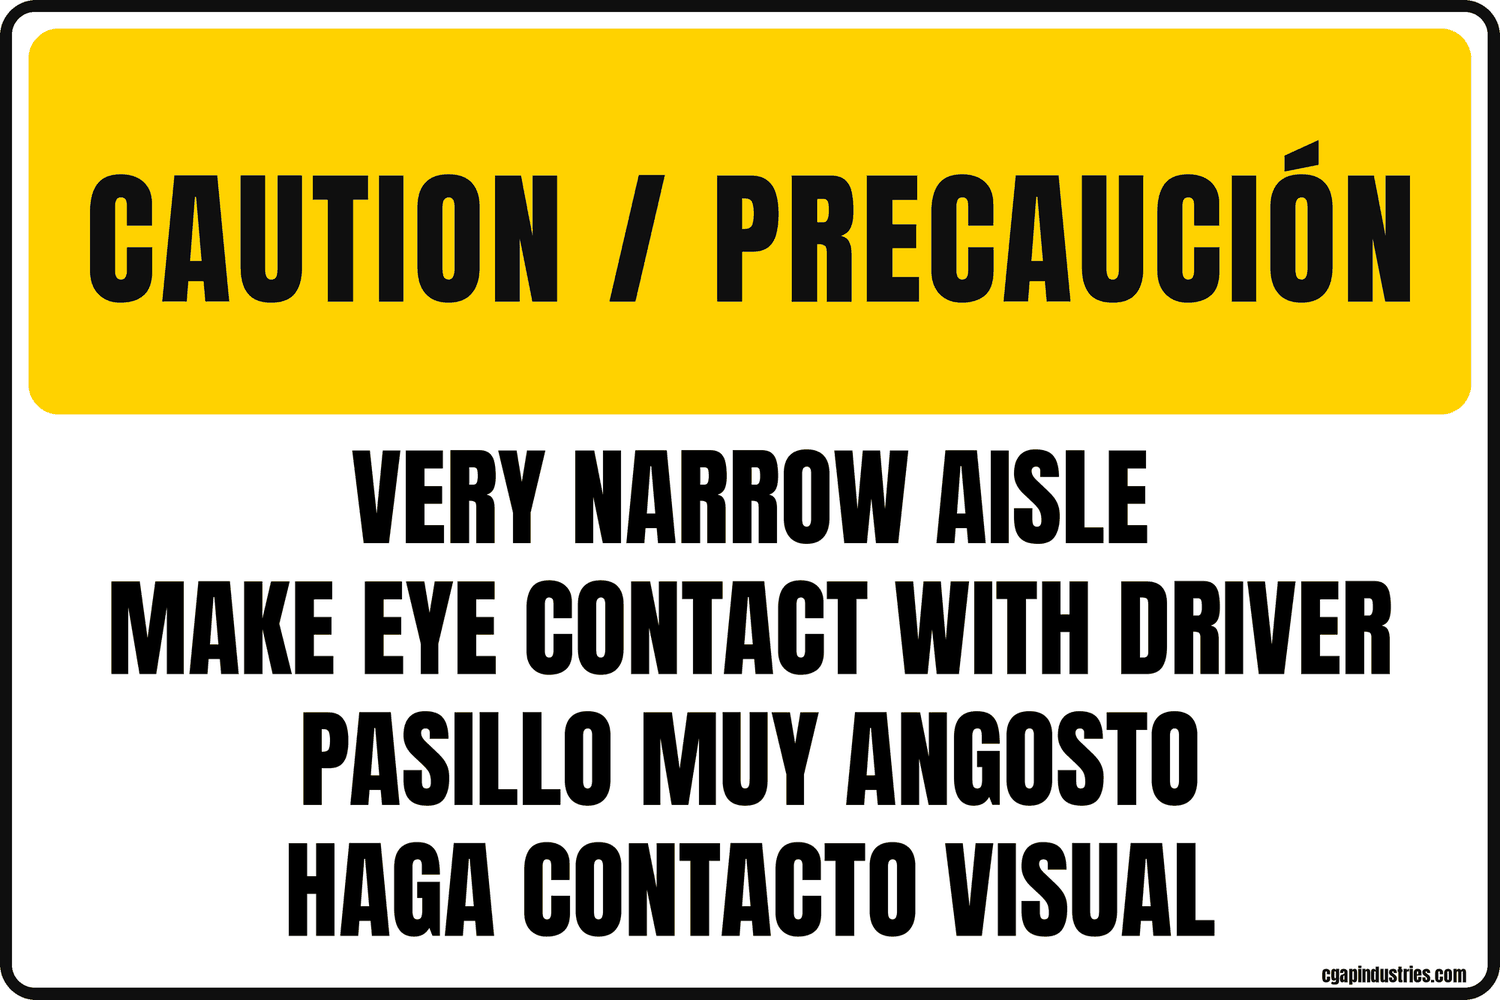 CAUTION / PRECAUCIÓN
VERY NARROW AISLE
MAKE EYE CONTACT WITH DRIVER
PASILLO MUY ANGOSTO
HAGA CONTACTO VISUAL
cgapindustries.com